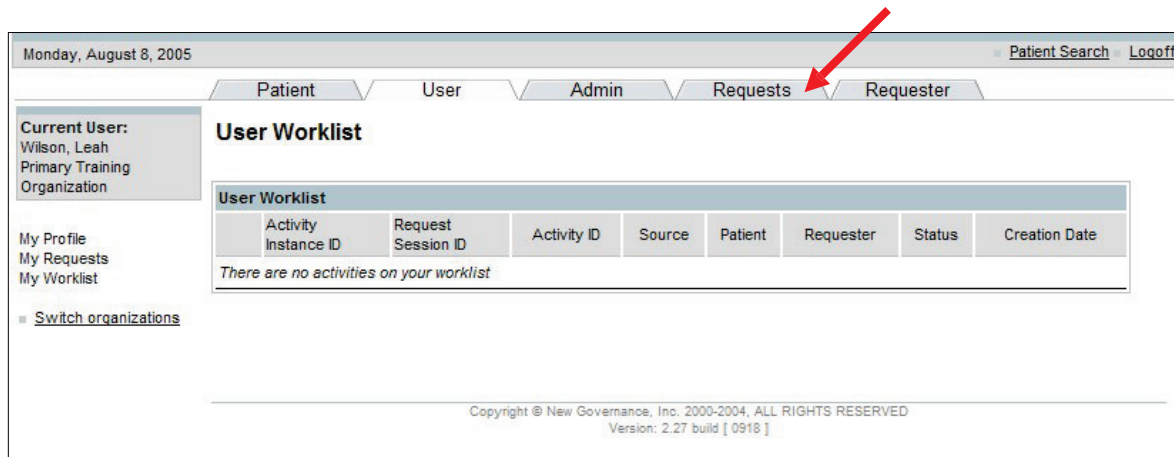 Monday, August 8, 2005
Patient Search
Logoff
Patient
User
Admin
Requests
Requester
Current User:
Wilson, Leah
Primary Training
Organization
My Profile
My Requests
My Worklist
Switch organizations
User Worklist
User Worklist
Activity
Instance ID
Request
Session ID
Activity ID
Source
Patient
Requester
Status
Creation Date
There are no activities on your worklist
Copyright © New Governance, Inc. 2000-2004, ALL RIGHTS RESERVED
Version: 2.27 build [ 0918 ]